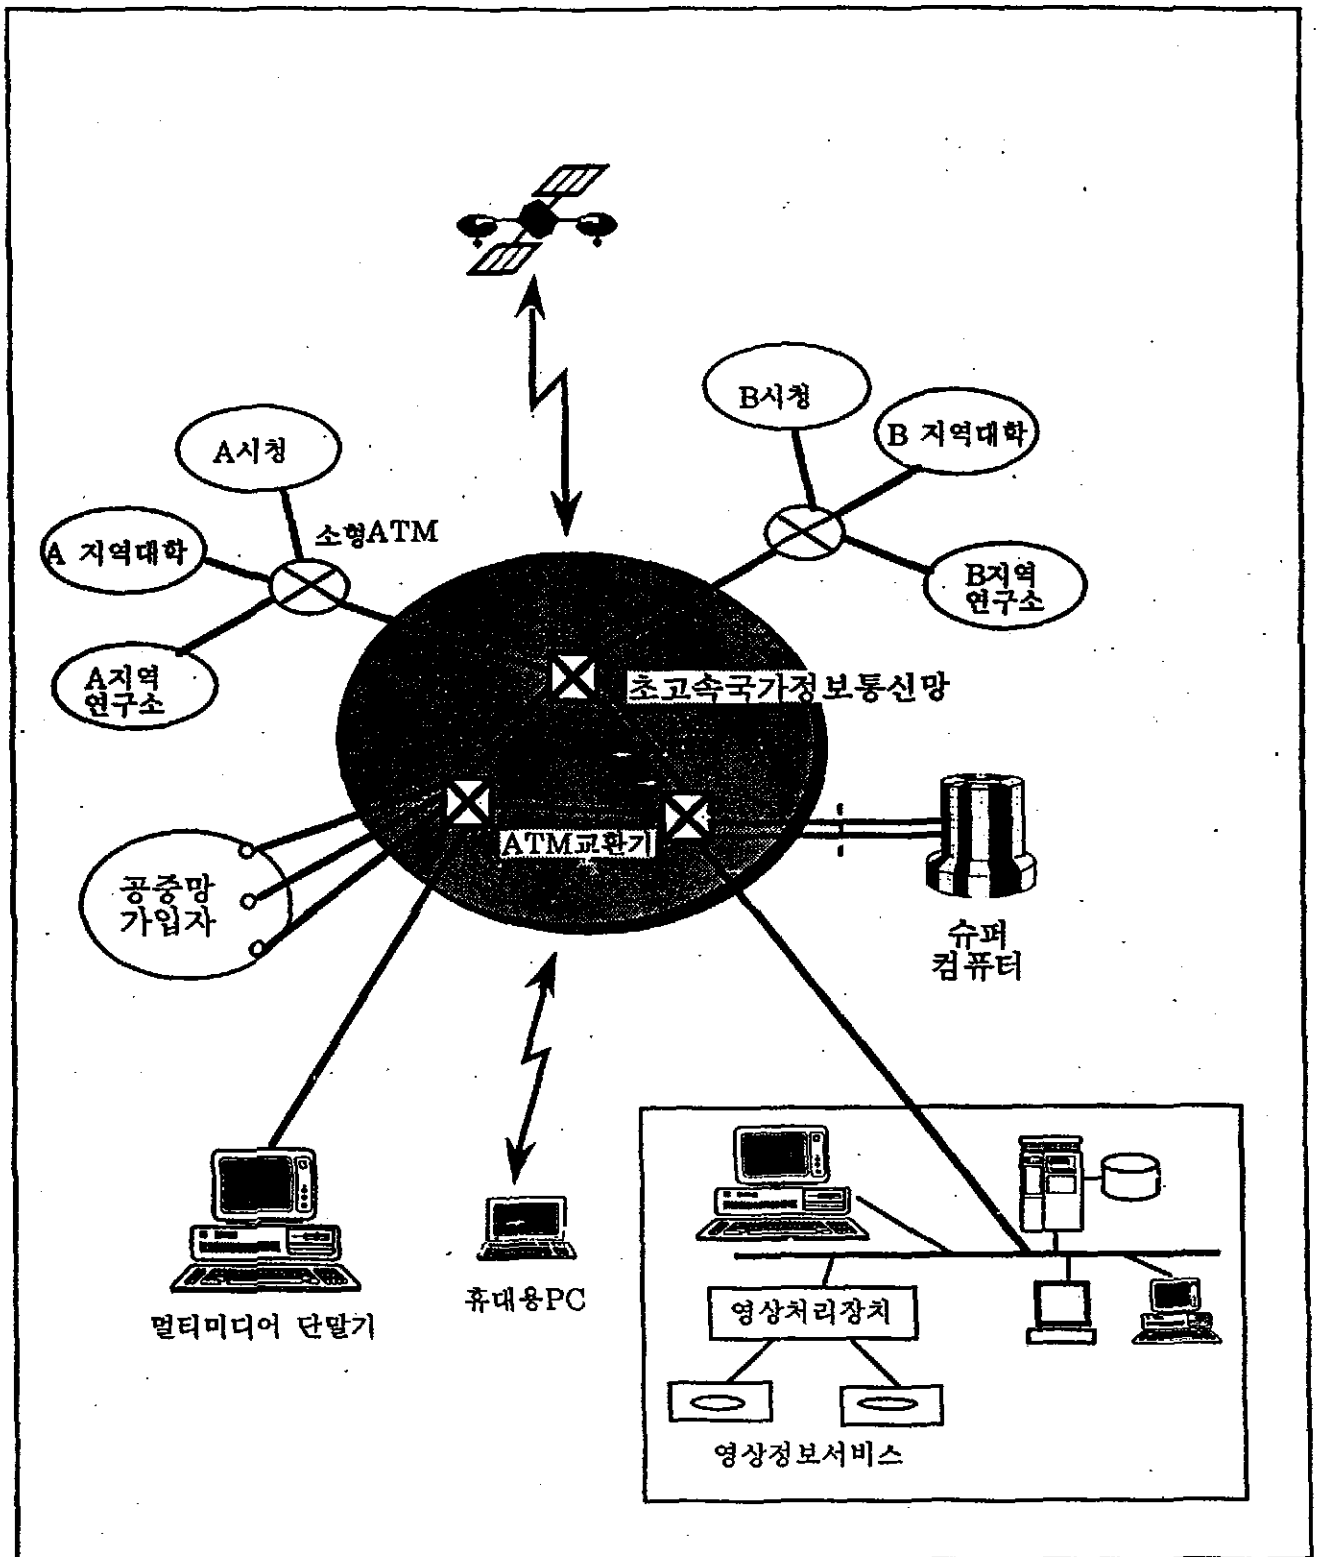 B시청
B 지역대학
A시청
소형ATM
A 지역대학
B지역
연구소
A지역
연구소
초고속국가정보통신망
ATM교환기
공중망
가입자
슈퍼
컴퓨터
휴대용PC
멀티미디어 단말기
영상처리장치
영상정보서비스